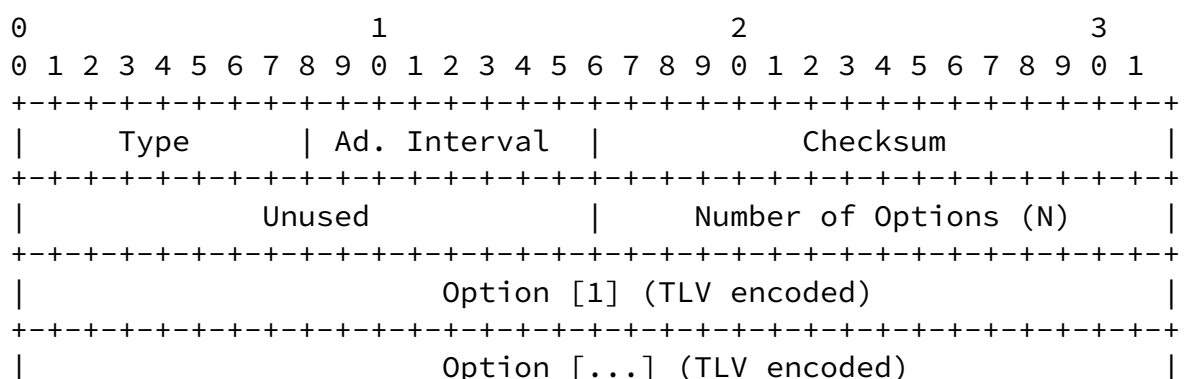 0                   1                   2                   3
0 1 2 3 4 5 6 7 8 9 0 1 2 3 4 5 6 7 8 9 0 1 2 3 4 5 6 7 8 9 0 1
+-+-+-+-+-+-+-+-+-+-+-+-+-+-+-+-+-+-+-+-+-+-+-+-+-+-+-+-+-+-+-+-+
|     Type      | Ad. Interval  |           Checksum            |
+-+-+-+-+-+-+-+-+-+-+-+-+-+-+-+-+-+-+-+-+-+-+-+-+-+-+-+-+-+-+-+-+
|             Unused            |     Number of Options (N)     |
+-+-+-+-+-+-+-+-+-+-+-+-+-+-+-+-+-+-+-+-+-+-+-+-+-+-+-+-+-+-+-+-+
|                       Option [1] (TLV encoded)                |
+-+-+-+-+-+-+-+-+-+-+-+-+-+-+-+-+-+-+-+-+-+-+-+-+-+-+-+-+-+-+-+-+
|                       Option [...] (TLV encoded)              |